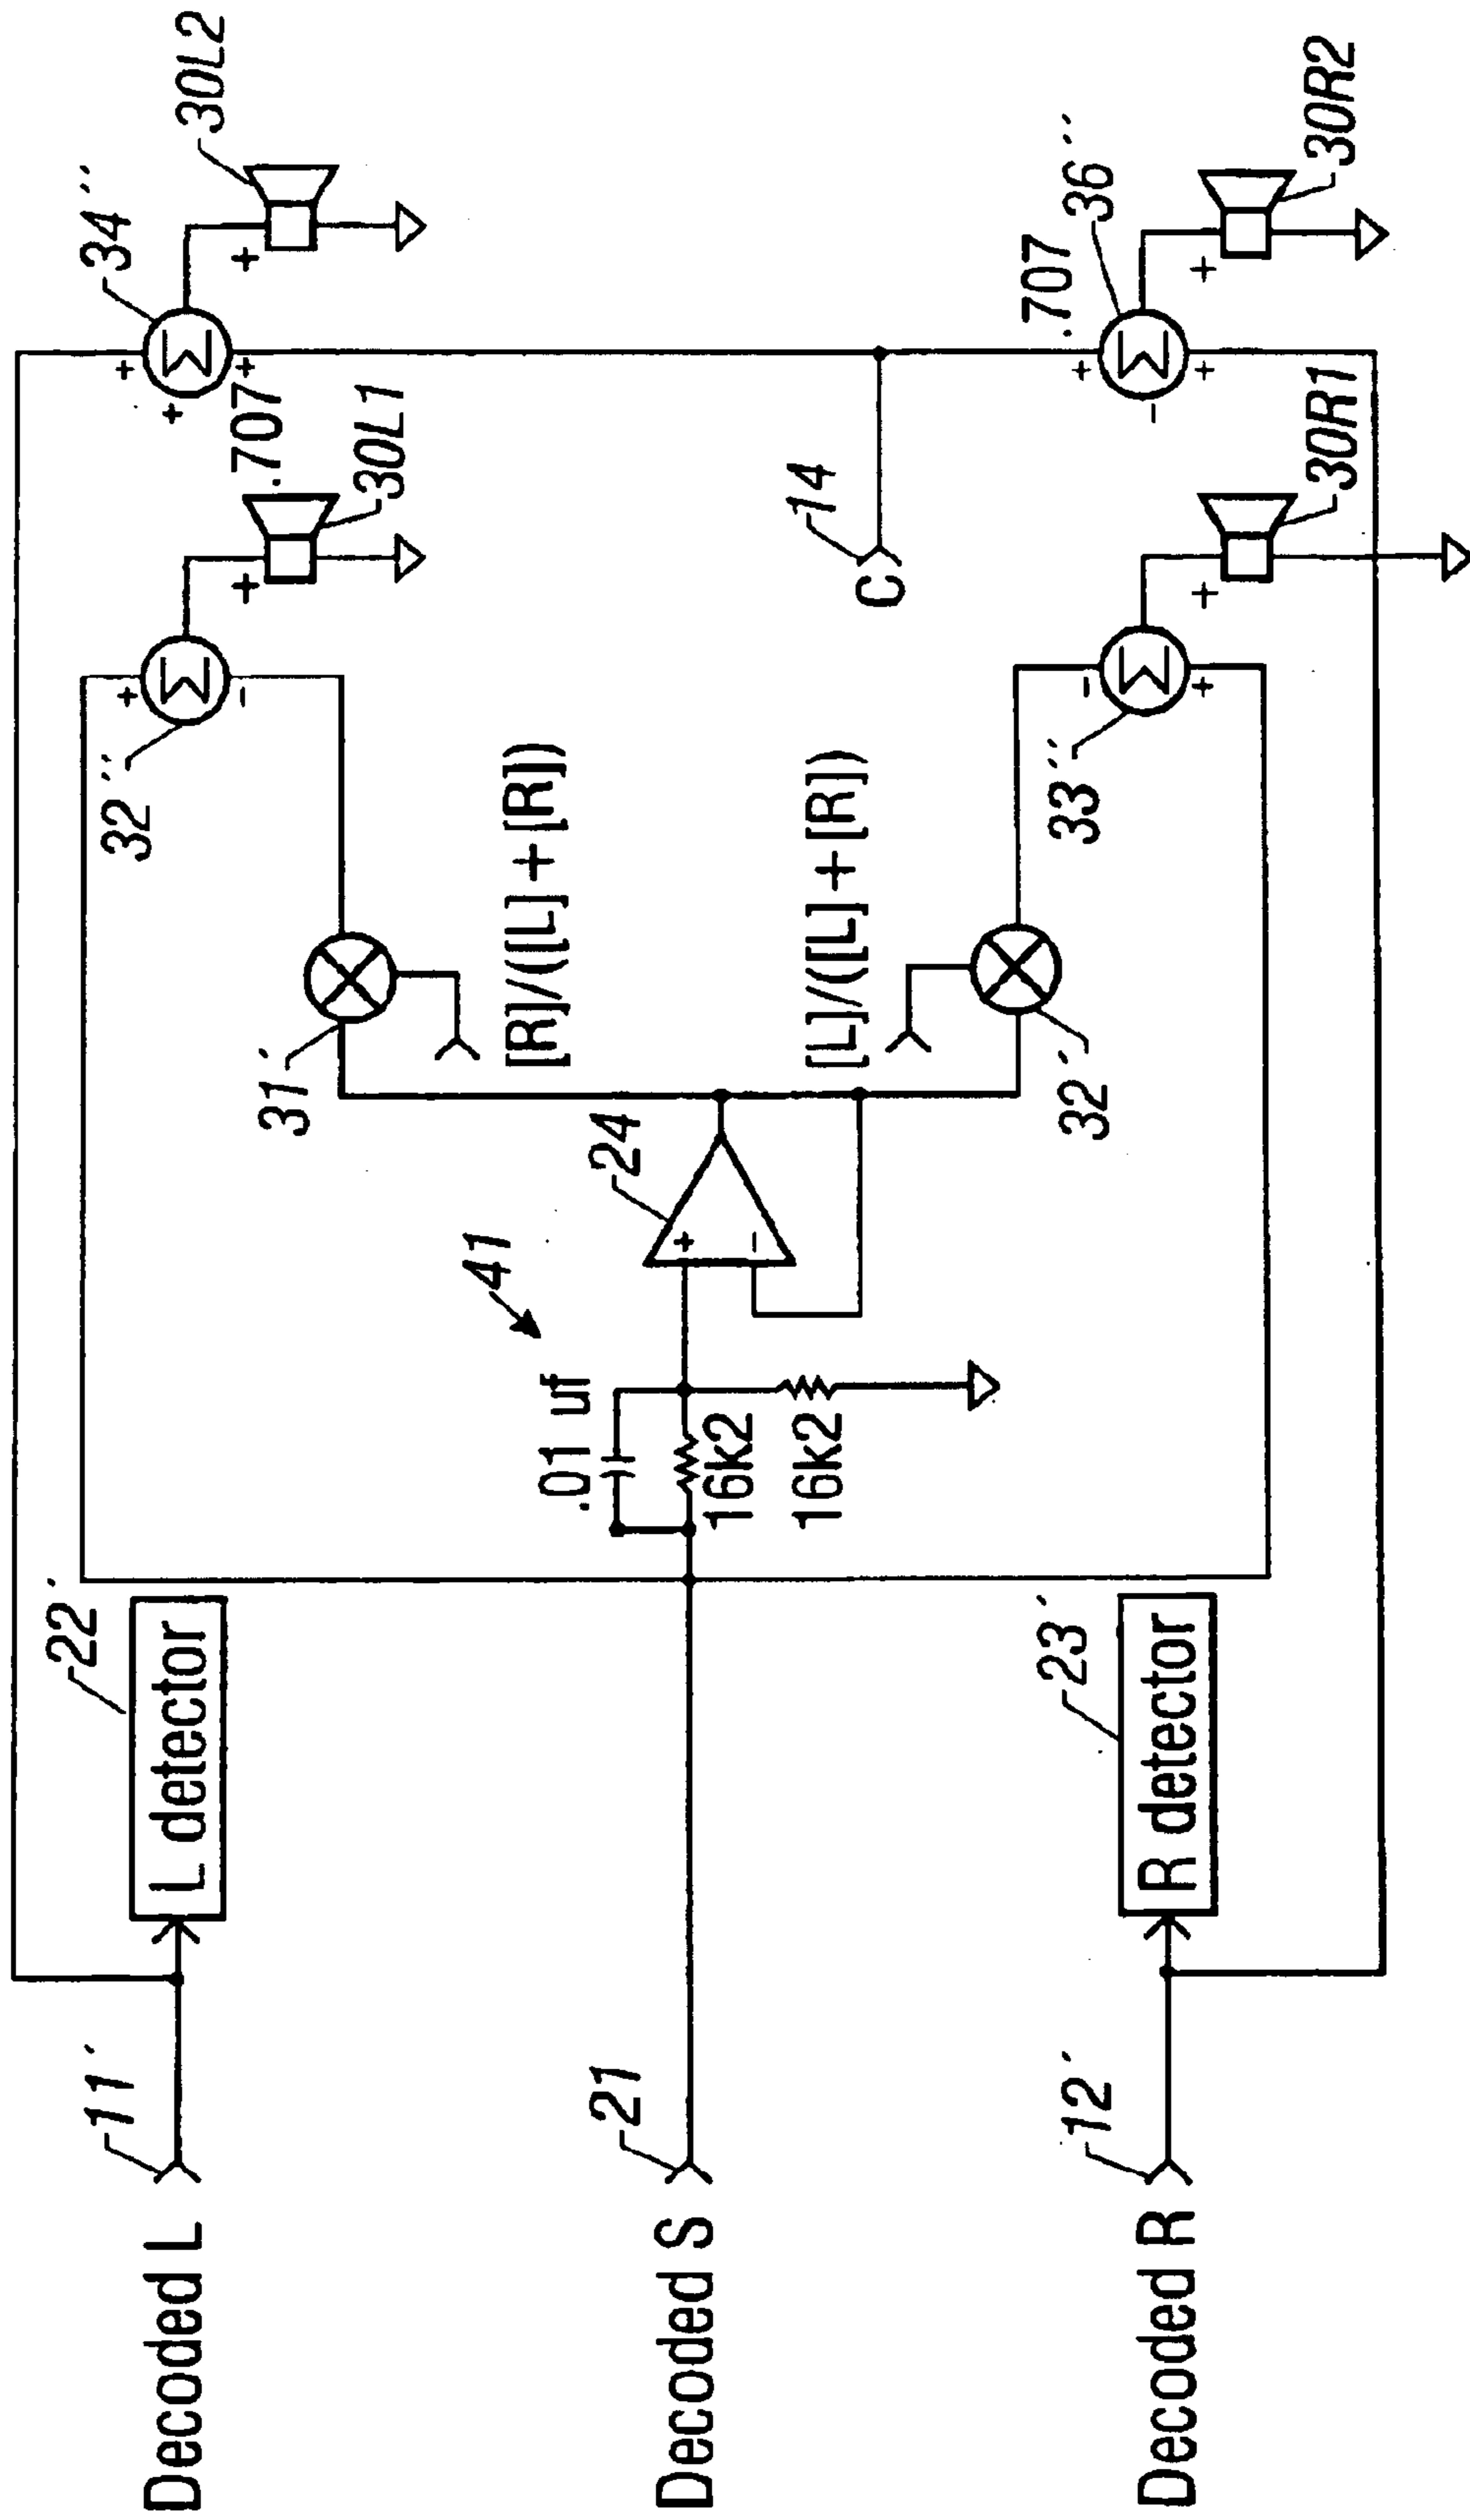 Decoded L
11'
22'
L detector
32''
+
-
+
30L1
.707
34''
+
+
+
+
30L2
31'
[R]/([L]+[R])
Decoded S
21
.01 uf
16K2
16K2
41
+
-
24
[L]/([L]+[R])
32'
C
14
Decoded R
12'
23'
R detector
33''
-
+
+
30R1
.707
36''
+
-
+
+
30R2